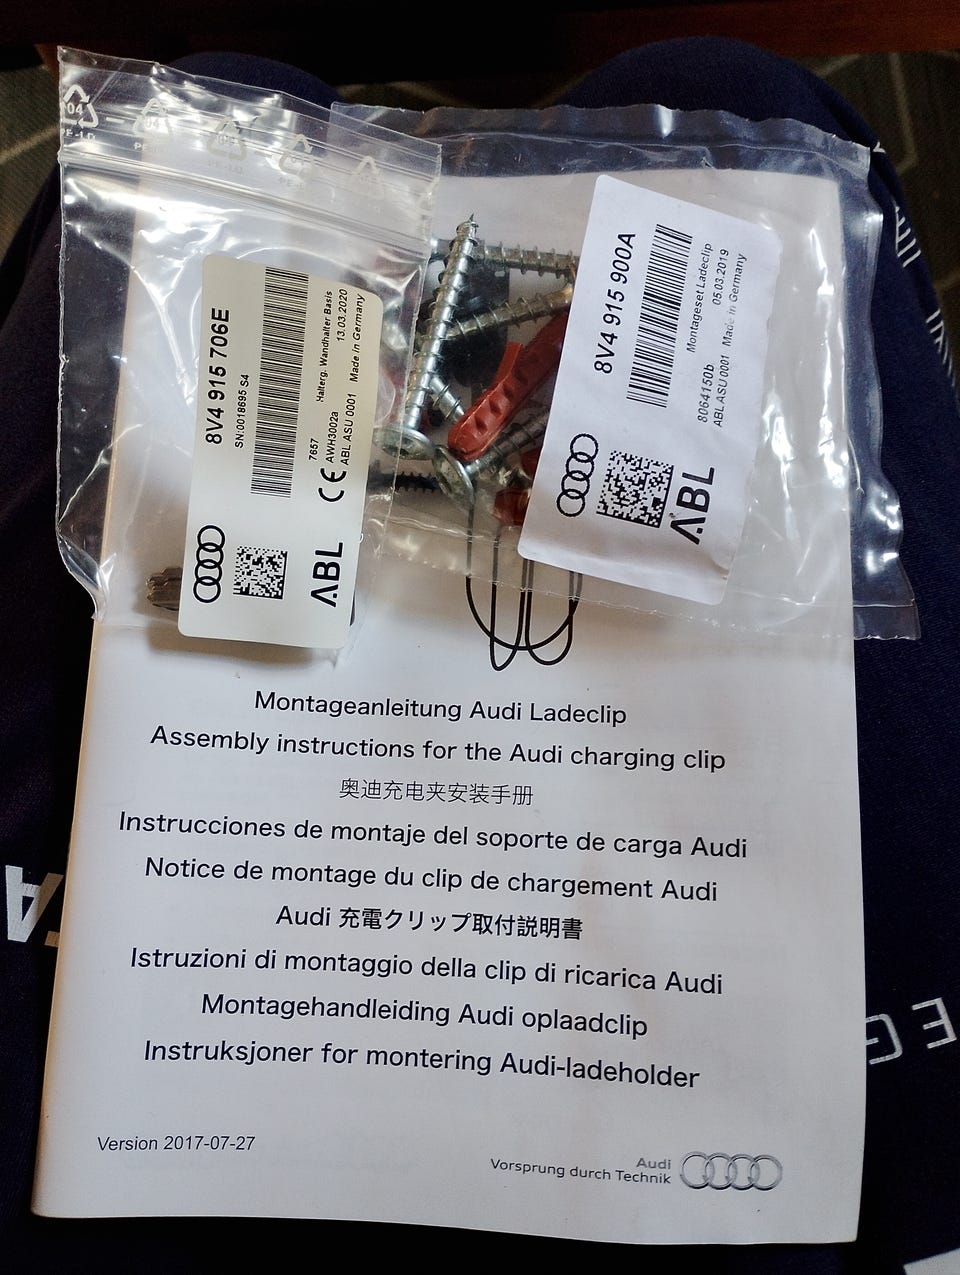 04
PE-LD
8V4 915 706E
SN:0018695 S4
7657
AWH3002a
Halterg. Wandhalter Basis
13.03.2020
ABL ASU 0001 Made in Germany
CE
ABL
8V4 915 900A
Montageset Ladeclip
8064150b 05.03.2019
ABL ASU 0001 Made in Germany
ABL
Montageanleitung Audi Ladeclip
Assembly instructions for the Audi charging clip
奥迪充电夹安装手册
Instrucciones de montaje del soporte de carga Audi
Notice de montage du clip de chargement Audi
Audi 充電クリップ取付説明書
Istruzioni di montaggio della clip di ricarica Audi
Montagehandleiding Audi oplaadclip
Instruksjoner for montering Audi-ladeholder
Version 2017-07-27
Audi
Vorsprung durch Technik